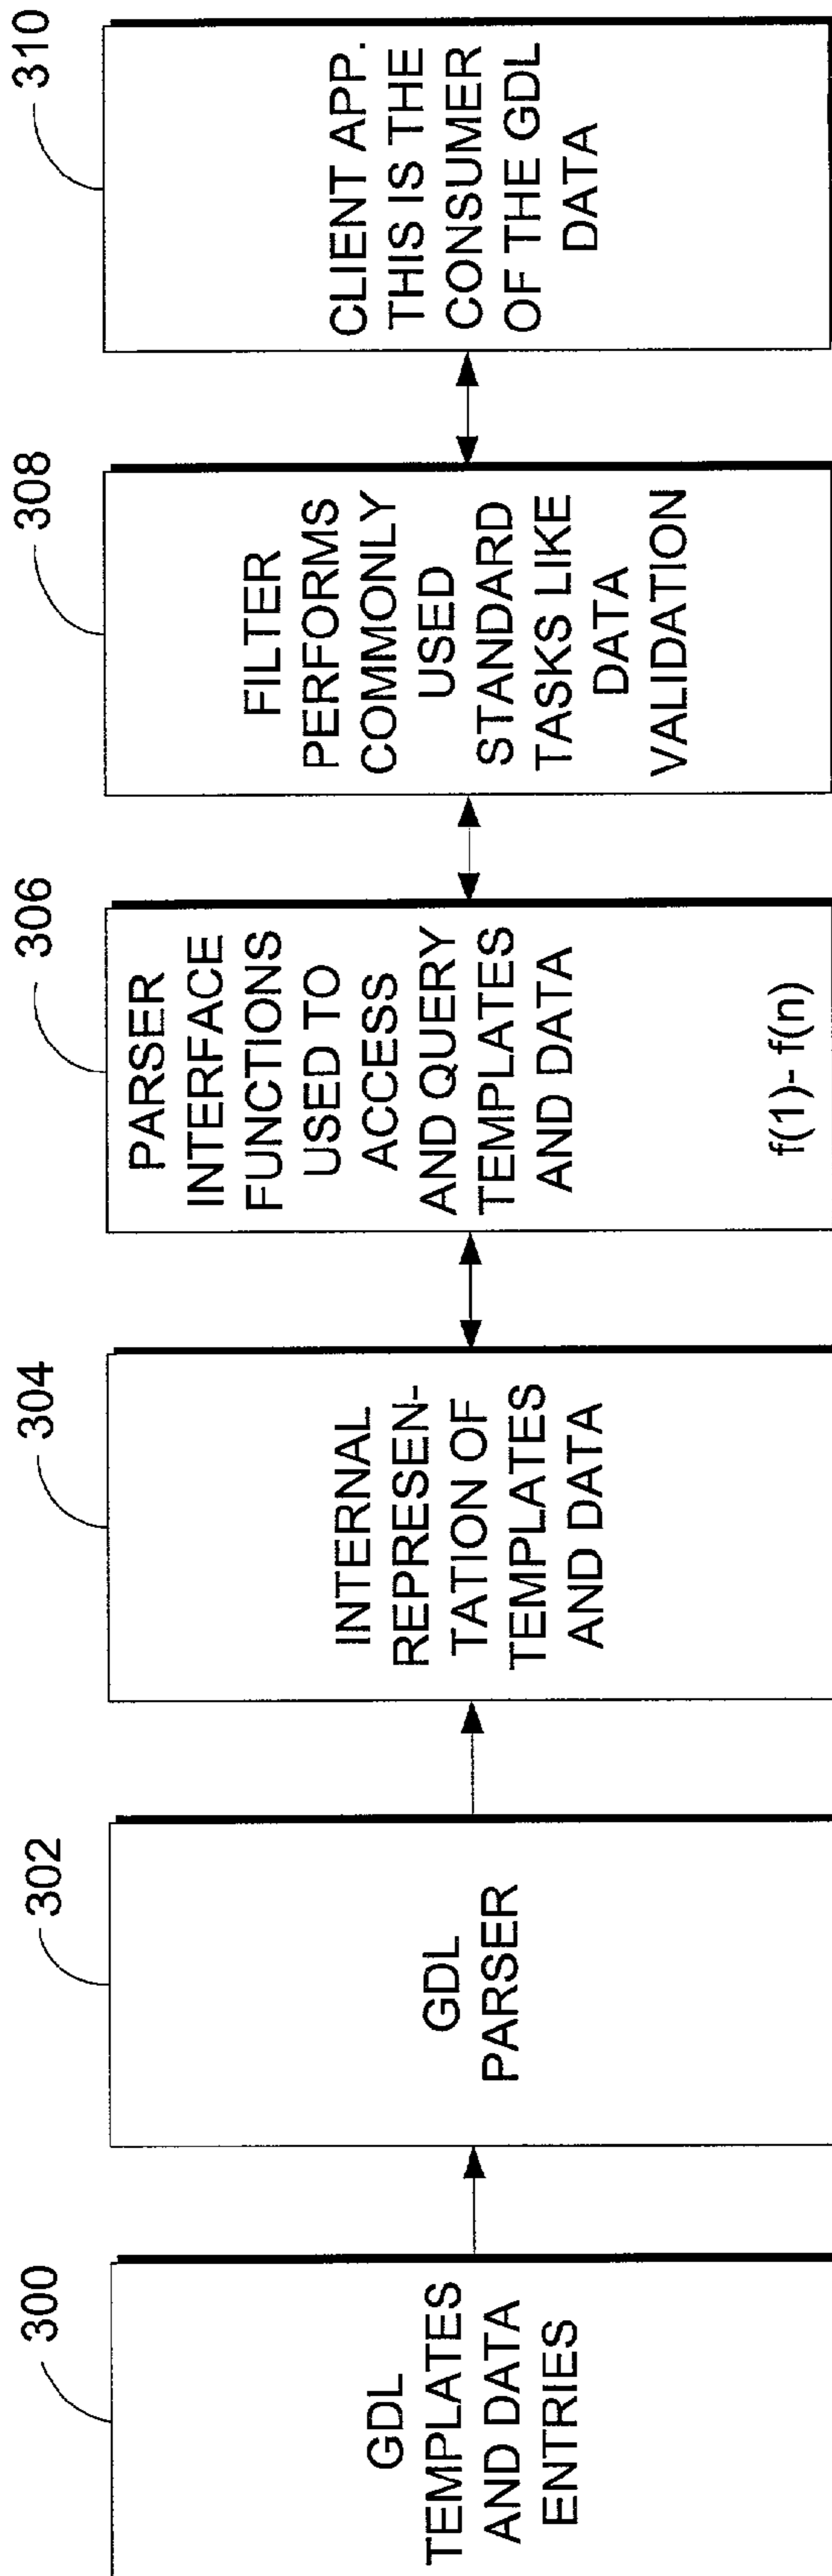 300
GDL
TEMPLATES
AND DATA
ENTRIES
302
GDL
PARSER
304
INTERNAL
REPRESEN-
TATION OF
TEMPLATES
AND DATA
306
PARSER
INTERFACE
FUNCTIONS
USED TO
ACCESS
AND QUERY
TEMPLATES
AND DATA
f(1)- f(n)
308
FILTER
PERFORMS
COMMONLY
USED
STANDARD
TASKS LIKE
DATA
VALIDATION
310
CLIENT APP.
THIS IS THE
CONSUMER
OF THE GDL
DATA